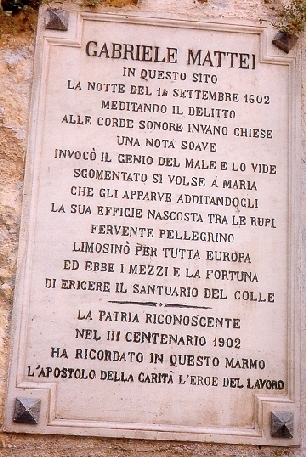 GABRIELE MATTEI
IN QUESTO SITO
LA NOTTE DEL 18 SETTEMBRE 1602
MEDITANDO IL DELITTO
ALLE CORDE SONORE INVANO CHIESE
UNA NOTA SOAVE
INVOCÒ IL GENIO DEL MALE E LO VIDE
SGOMENTATO SI VOLSE A MARIA
CHE GLI APPARVE ADDITANDOGLI
LA SUA EFFIGIE NASCOSTA TRA LE RUPI
FERVENTE PELLEGRINO
LIMOSINÒ PER TUTTA EUROPA
ED EBBE I MEZZI E LA FORTUNA
DI ERIGERE IL SANTUARIO DEL COLLE
LA PATRIA RICONOSCENTE
NEL III CENTENARIO 1902
HA RICORDATO IN QUESTO MARMO
L'APOSTOLO DELLA CARITÀ L'EROE DEL LAVORO